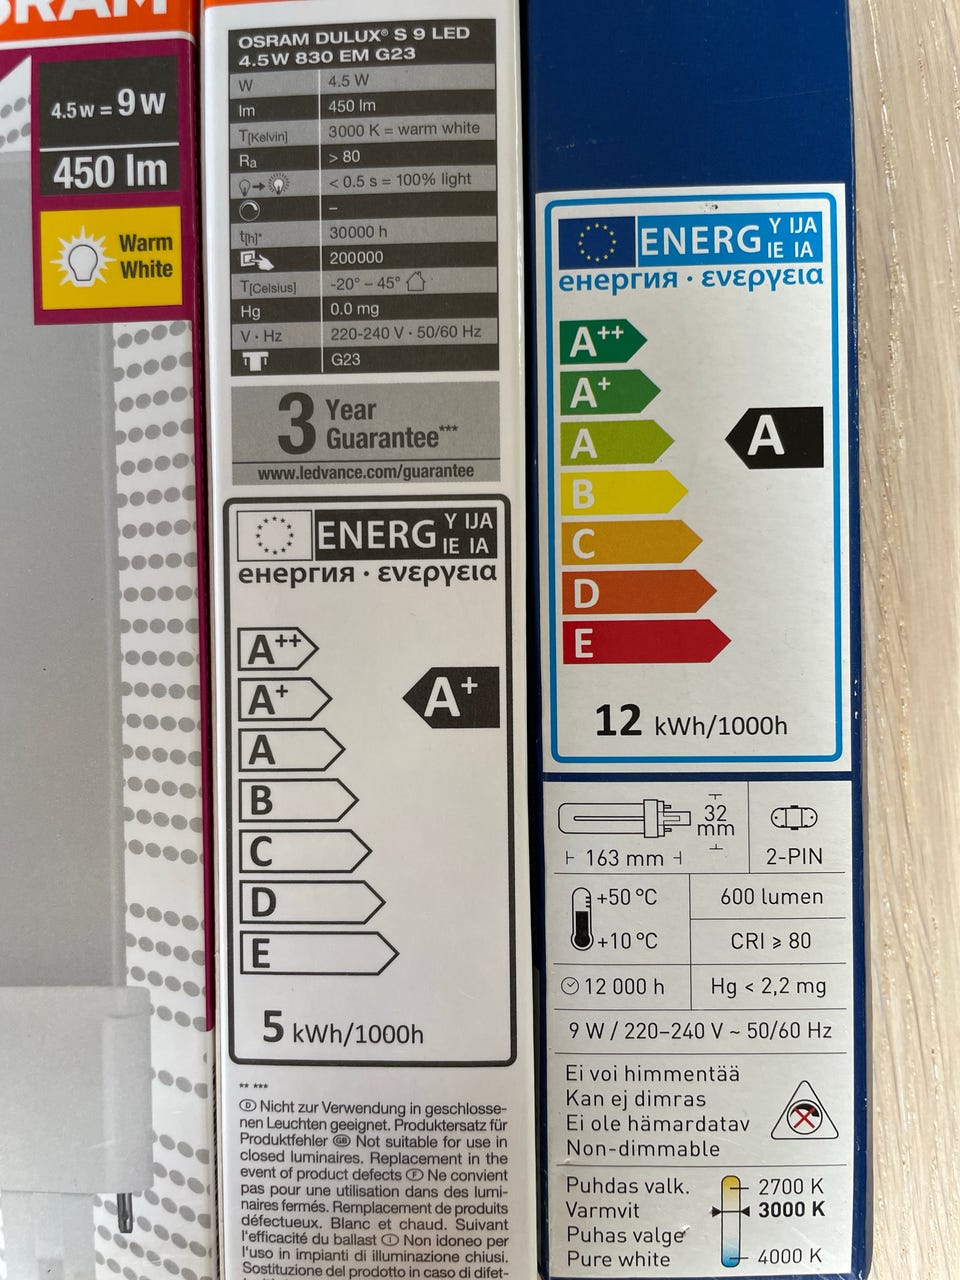 4.5 W = 9 W
450 lm
Warm
White
OSRAM DULUX® S 9 LED
4.5W 830 EM G23
W 4.5 W
lm 450 lm
T[Kelvin] 3000 K = warm white
Ra > 80
< 0.5 s = 100% light
–
t[h]* 30000 h
200000
T[Celsius] -20° – 45°
Hg 0.0 mg
V · Hz 220-240 V · 50/60 Hz
G23
3 Year
Guarantee***
www.ledvance.com/guarantee
ENERG Y IJA
IE IA
енергия · ενεργεια
A++
A+
A+
A
B
C
D
E
5 kWh/1000h
** ***
D Nicht zur Verwendung in geschlosse-
nen Leuchten geeignet. Produktersatz für
Produktfehler GB Not suitable for use in
closed luminaires. Replacement in the
event of product defects F Ne convient
pas pour une utilisation dans des lumi-
naires fermés. Remplacement de produits
défectueux. Blanc et chaud. Suivant
l'efficacité du ballast I Non idoneo per
l'uso in impianti di illuminazione chiusi.
Sostituzione del prodotto in caso di difet-
ENERG Y IJA
IE IA
енергия · ενεργεια
A++
A+
A
A
B
C
D
E
12 kWh/1000h
32
mm
163 mm
2-PIN
+50 °C
+10 °C
600 lumen
CRI ≥ 80
12 000 h
Hg < 2,2 mg
9 W / 220–240 V ~ 50/60 Hz
Ei voi himmentää
Kan ej dimras
Ei ole hämardatav
Non-dimmable
Puhdas valk. 2700 K
Varmvit 3000 K
Puhas valge
Pure white 4000 K